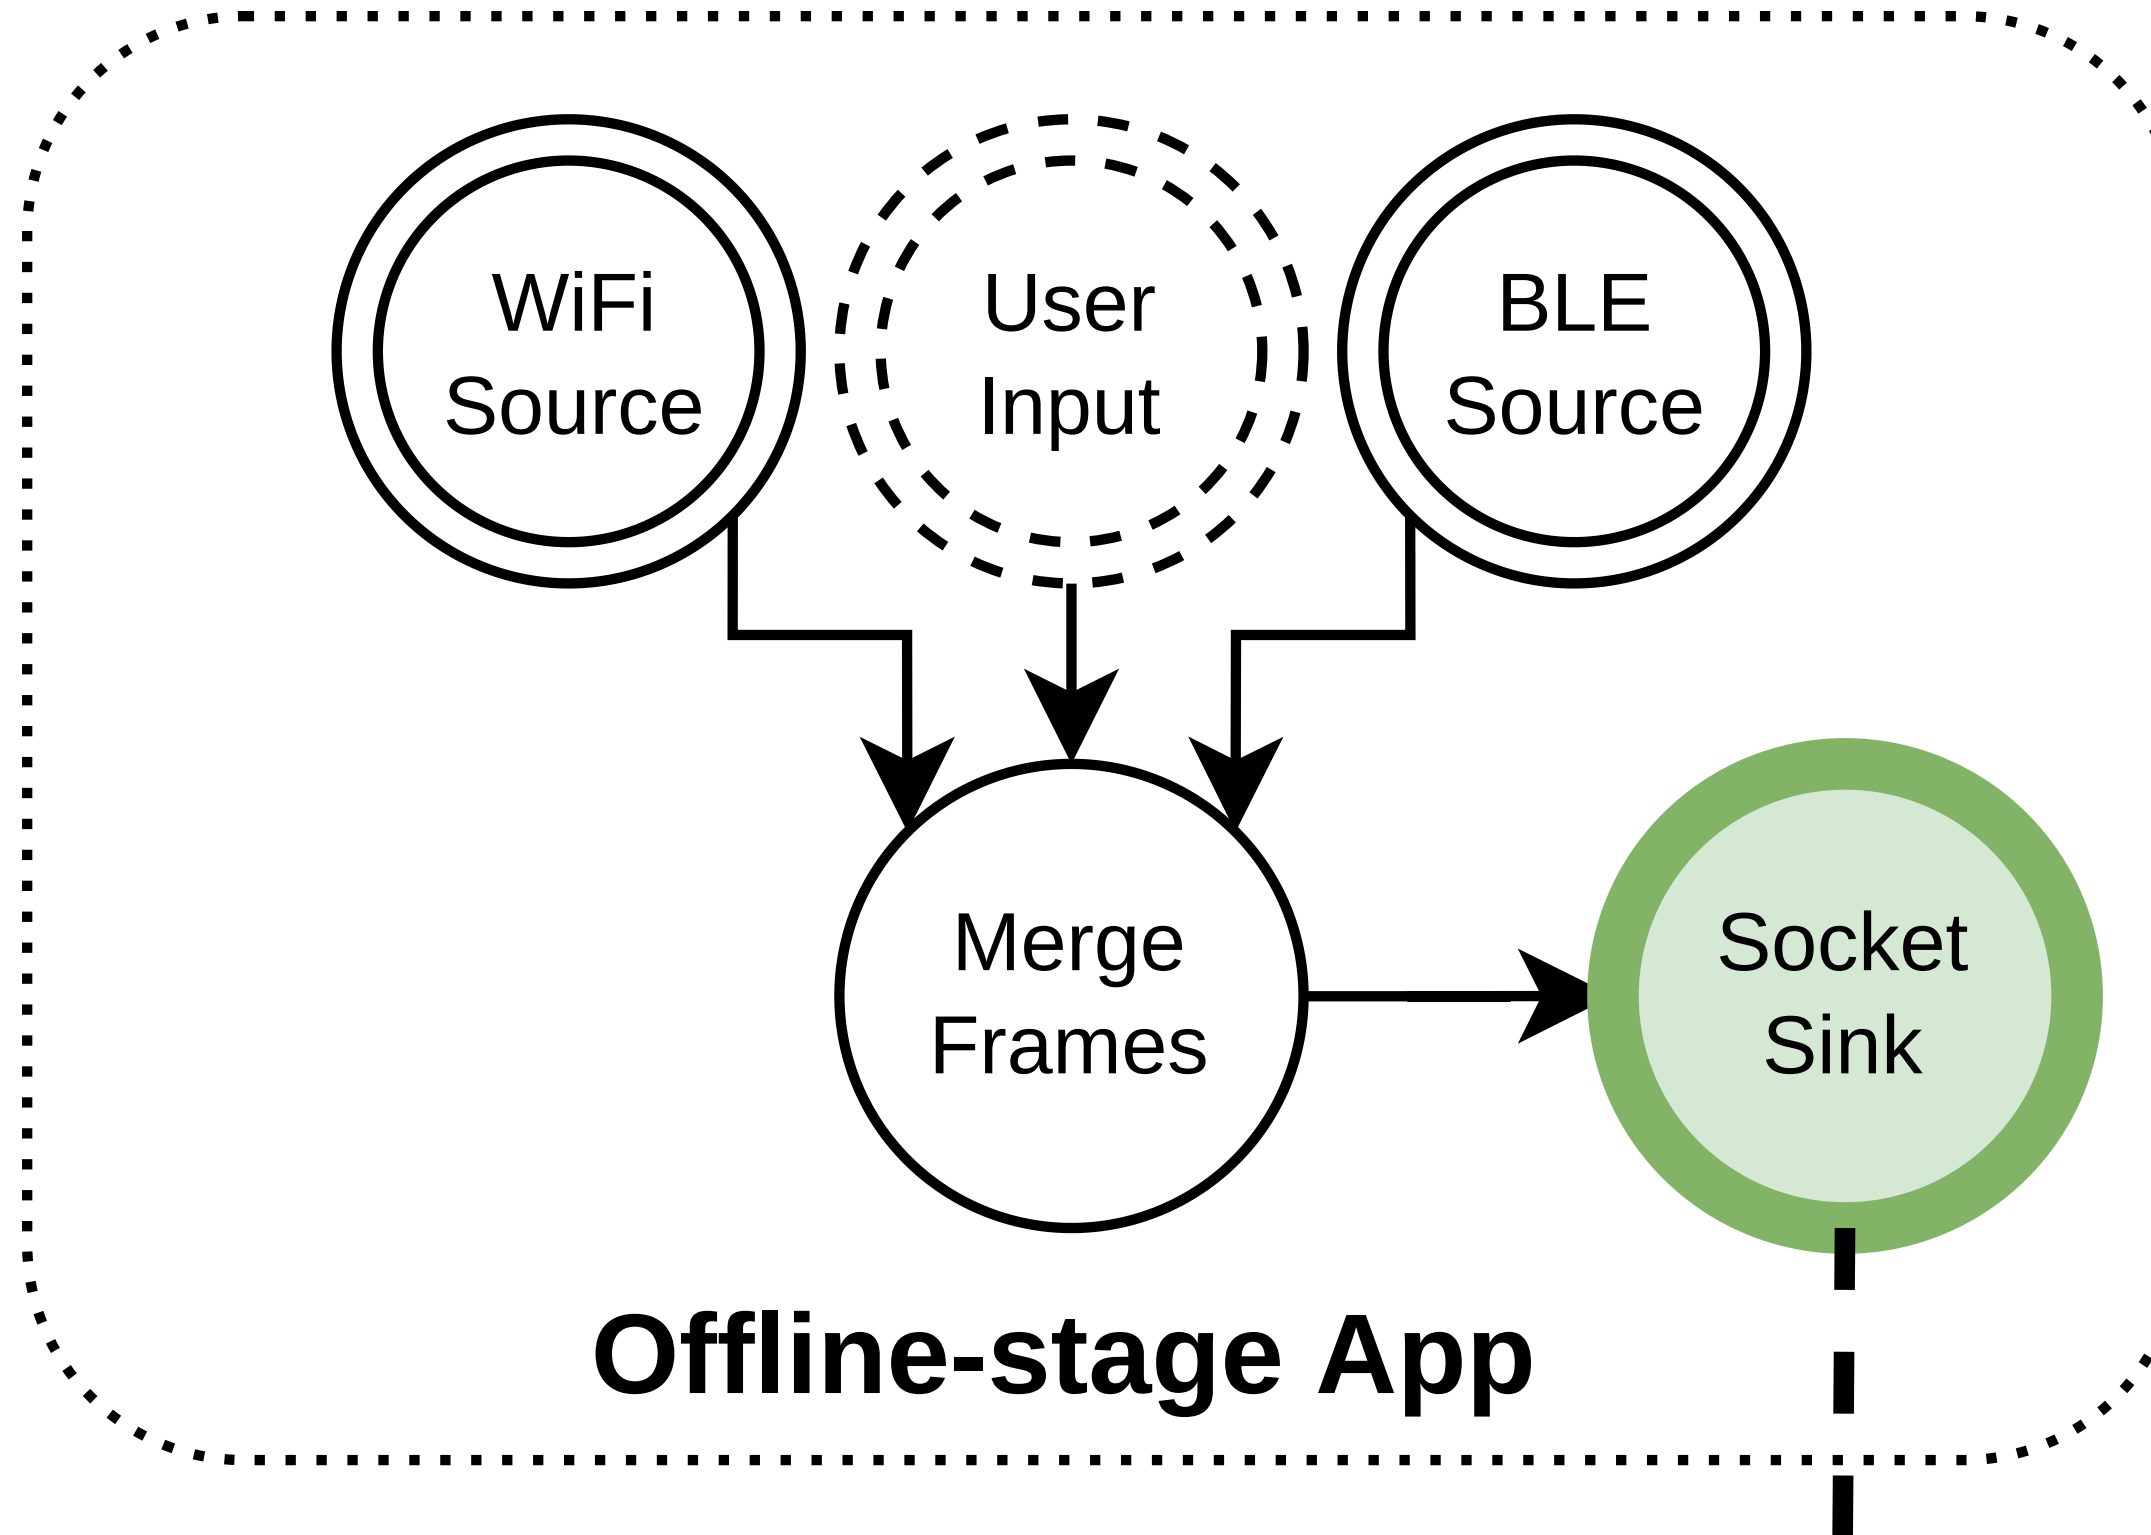 WiFi
Source
User
Input
BLE
Source
Merge
Frames
Socket
Sink
Offline-stage App